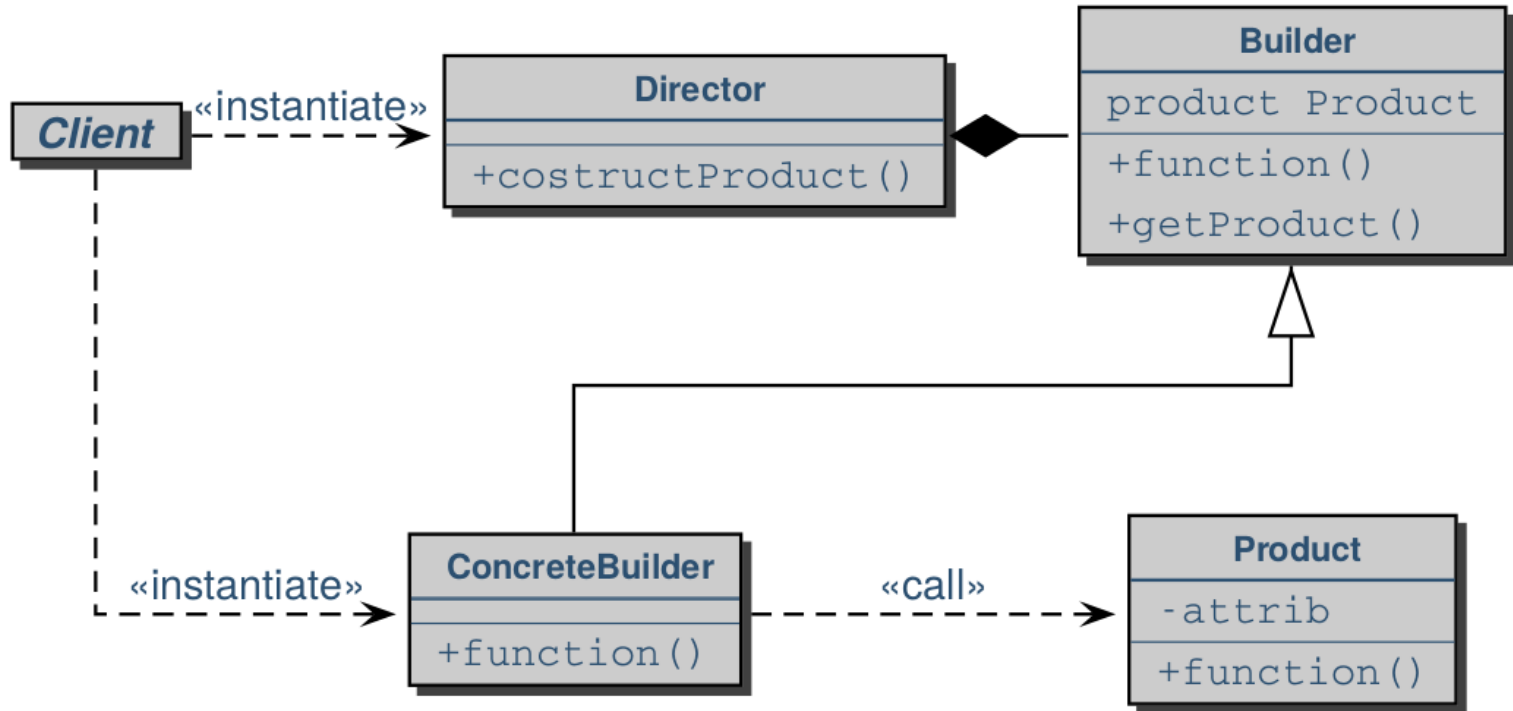 Client
«instantiate»
Director
+costructProduct()
Builder
product Product
+function()
+getProduct()
«instantiate»
ConcreteBuilder
+function()
«call»
Product
-attrib
+function()